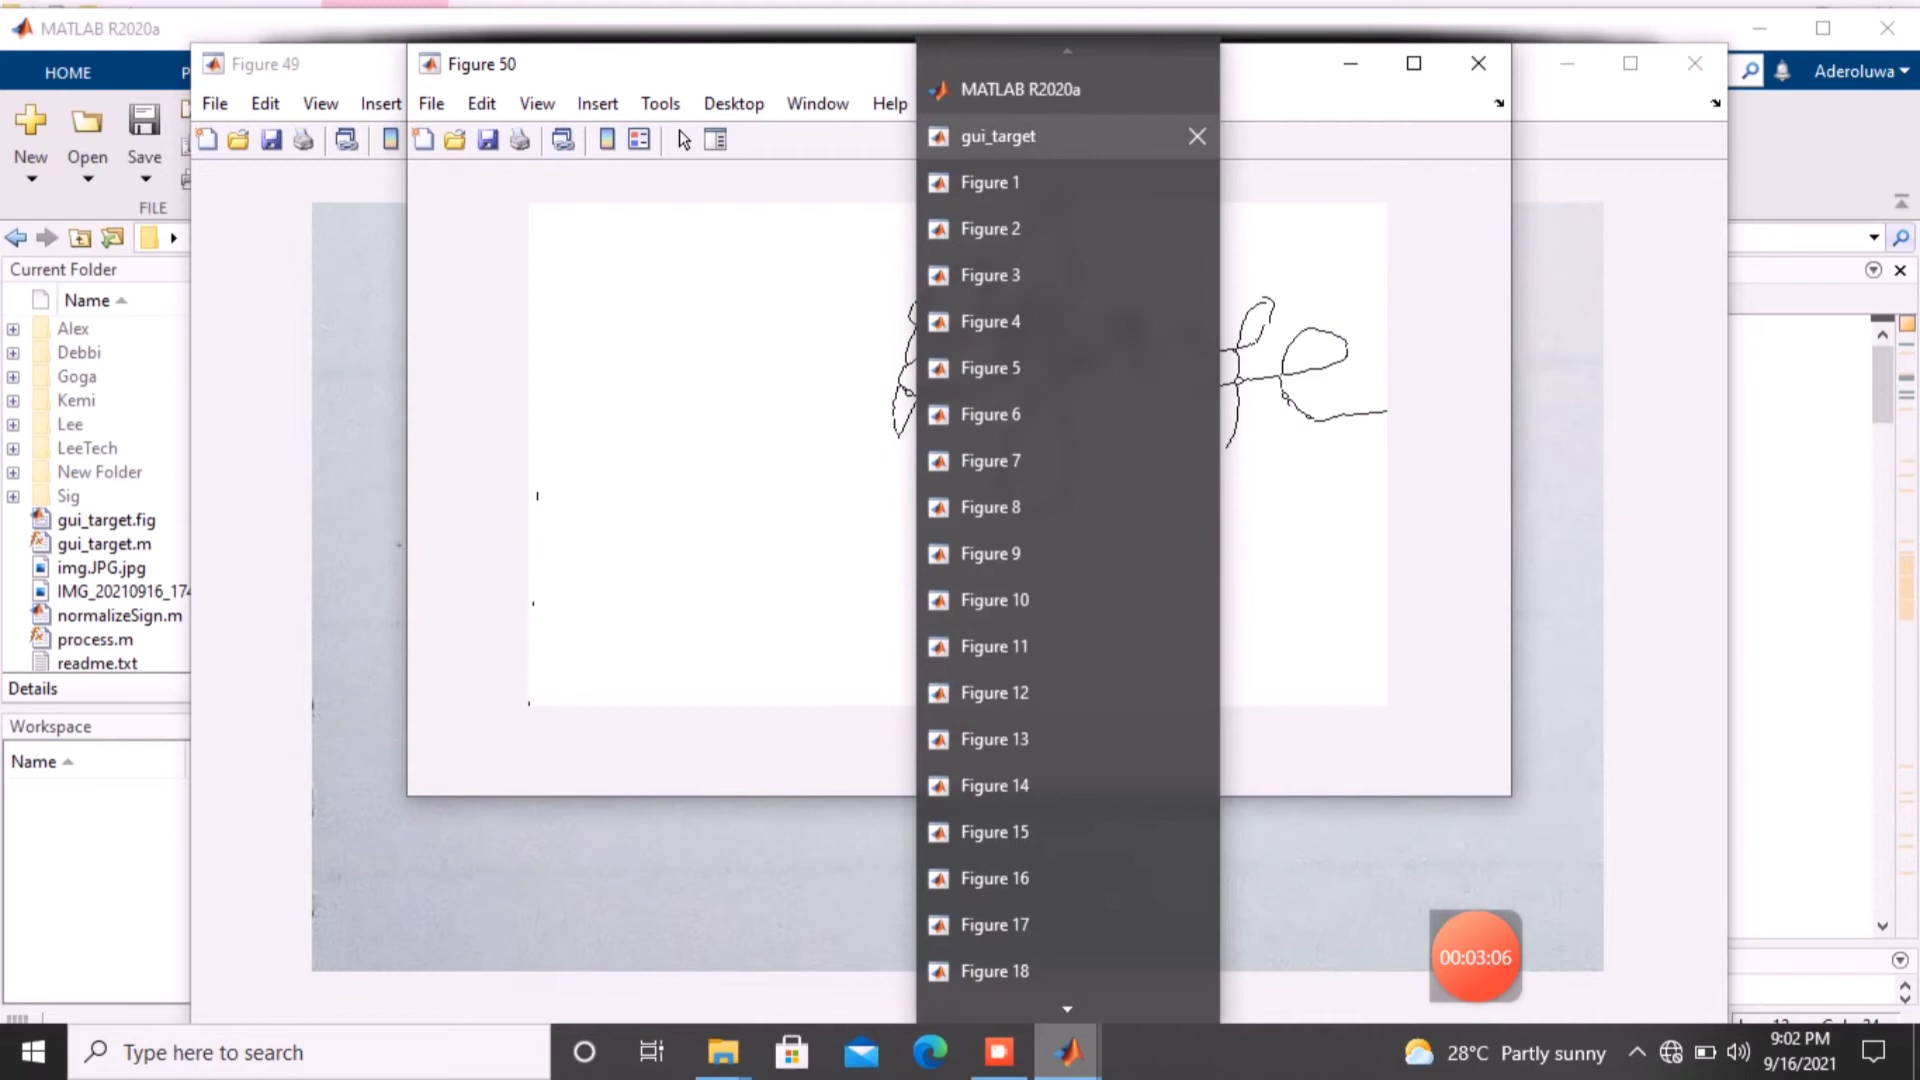 MATLAB R2020a
HOME
P
Aderoluwa
New
Open
Save
FILE
Figure 49
File Edit View Insert
Figure 50
File Edit View Insert Tools Desktop Window Help
MATLAB R2020a
gui_target
Figure 1
Figure 2
Figure 3
Figure 4
Figure 5
Figure 6
Figure 7
Figure 8
Figure 9
Figure 10
Figure 11
Figure 12
Figure 13
Figure 14
Figure 15
Figure 16
Figure 17
Figure 18
Current Folder
Name
Alex
Debbi
Goga
Kemi
Lee
LeeTech
New Folder
Sig
gui_target.fig
gui_target.m
img.JPG.jpg
IMG_20210916_174
normalizeSign.m
process.m
readme.txt
Details
Workspace
Name
00:03:06
Type here to search
28°C Partly sunny
9:02 PM
9/16/2021